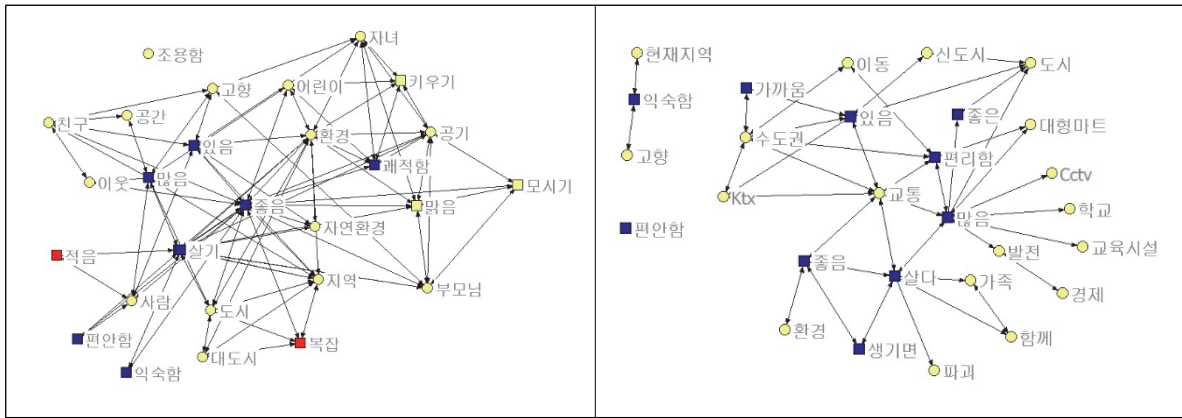 자녀
조용함
키우기
고향
어린이
공간
친구
환경
공기
있음
쾌적함
많음
이웃
모시기
좋음
맑음
자연환경
살기
적음
지역
부모님
사람
도시
편안함
복잡
대도시
익숙함
현재지역
이동
신도시
도시
가까움
익숙함
있음
좋은
대형마트
수도권
고향
편리함
Cctv
Ktx
교통
학교
많음
편안함
교육시설
발전
좋음
살다
가족
경제
환경
함께
생기면
파괴